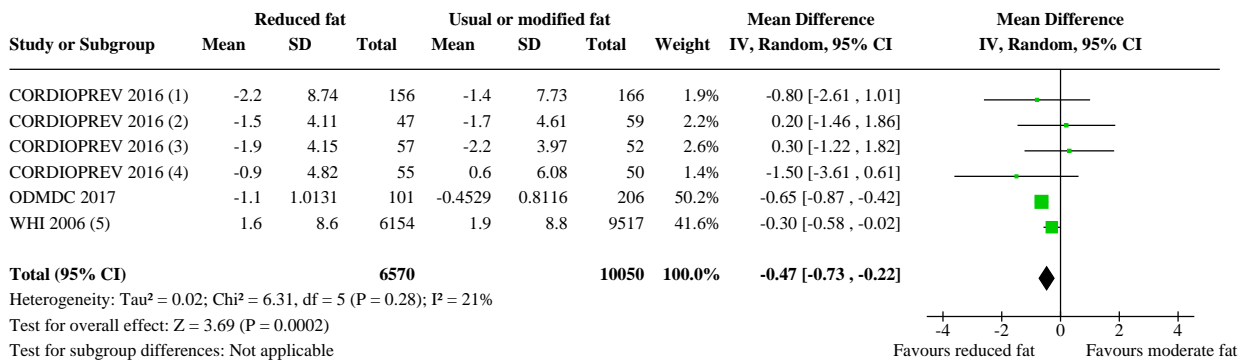 Reduced fat Usual or modified fat Mean Difference Mean Difference
Study or Subgroup Mean SD Total Mean SD Total Weight IV, Random, 95% CI IV, Random, 95% CI
CORDIOPREV 2016 (1) -2.2 8.74 156 -1.4 7.73 166 1.9% -0.80 [-2.61 , 1.01]
CORDIOPREV 2016 (2) -1.5 4.11 47 -1.7 4.61 59 2.2% 0.20 [-1.46 , 1.86]
CORDIOPREV 2016 (3) -1.9 4.15 57 -2.2 3.97 52 2.6% 0.30 [-1.22 , 1.82]
CORDIOPREV 2016 (4) -0.9 4.82 55 0.6 6.08 50 1.4% -1.50 [-3.61 , 0.61]
ODMDC 2017 -1.1 1.0131 101 -0.4529 0.8116 206 50.2% -0.65 [-0.87 , -0.42]
WHI 2006 (5) 1.6 8.6 6154 1.9 8.8 9517 41.6% -0.30 [-0.58 , -0.02]
Total (95% CI) 6570 10050 100.0% -0.47 [-0.73 , -0.22]
Heterogeneity: Tau² = 0.02; Chi² = 6.31, df = 5 (P = 0.28); I² = 21%
Test for overall effect: Z = 3.69 (P = 0.0002)
Test for subgroup differences: Not applicable
-4 -2 0 2 4
Favours reduced fat Favours moderate fat